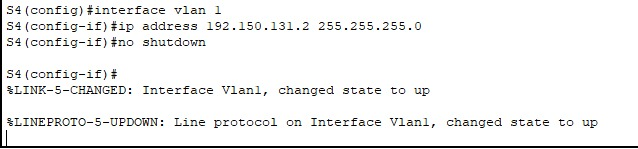 S4(config)#interface vlan 1
S4(config-if)#ip address 192.150.131.2 255.255.255.0
S4(config-if)#no shutdown
S4(config-if)#
%LINK-5-CHANGED: Interface Vlan1, changed state to up
%LINEPROTO-5-UPDOWN: Line protocol on Interface Vlan1, changed state to up